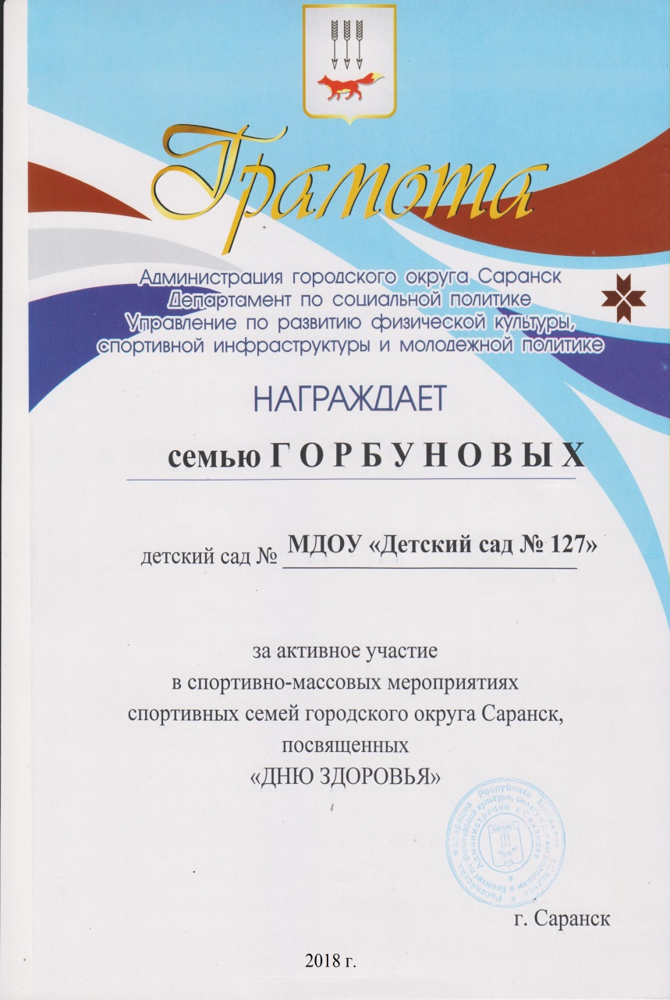 Грамота
Администрация городского округа Саранск
Департамент по социальной политике
Управление по развитию физической культуры,
спортивной инфраструктуры и молодежной политике
НАГРАЖДАЕТ
семью Г О Р Б У Н О В Ы Х
детский сад № МДОУ «Детский сад № 127»
за активное участие
в спортивно-массовых мероприятиях
спортивных семей городского округа Саранск,
посвященных
«ДНЮ ЗДОРОВЬЯ»
г. Саранск
2018 г.